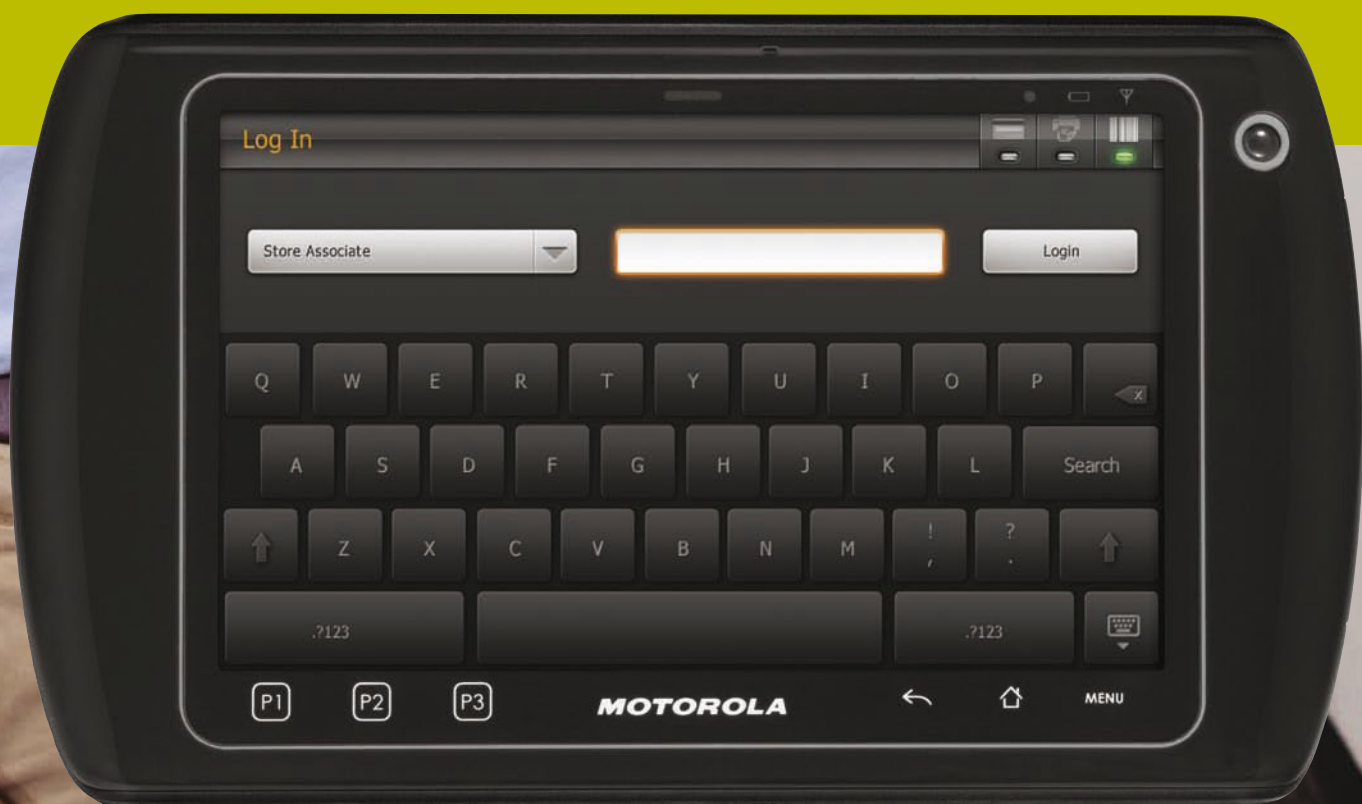 Log In
Store Associate
Login
Q W E R T Y U I O P X
A S D F G H J K L Search
! ?
Z X C V B N M , .
.?123 .?123
P1 P2 P3 MOTOROLA MENU